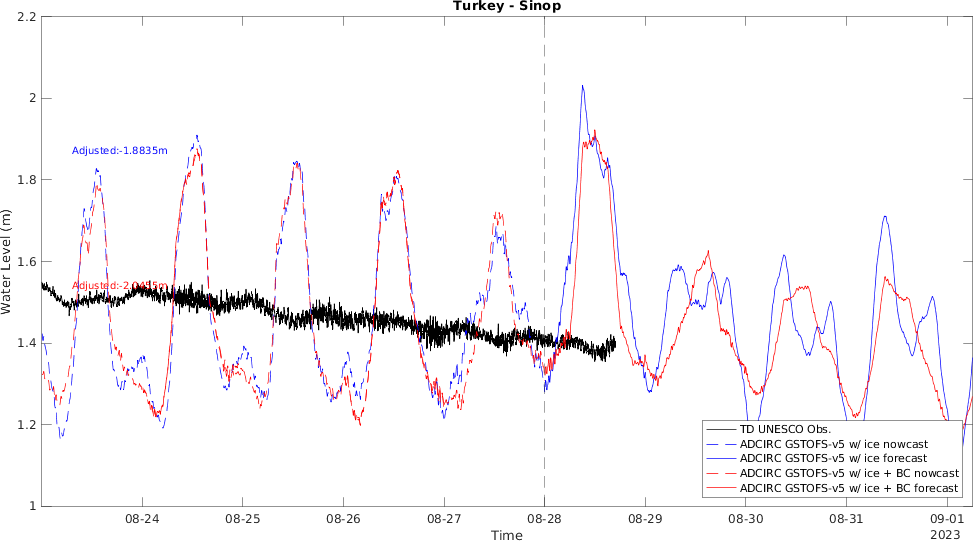 Turkey - Sinop
2.2
2
1.8
1.6
1.4
1.2
1
Water Level (m)
Adjusted:-1.8835m
Adjusted:-2.0455m
TD UNESCO Obs.
ADCIRC GSTOFS-v5 w/ ice nowcast
ADCIRC GSTOFS-v5 w/ ice forecast
ADCIRC GSTOFS-v5 w/ ice + BC nowcast
ADCIRC GSTOFS-v5 w/ ice + BC forecast
08-24 08-25 08-26 08-27 08-28 08-29 08-30 08-31 09-01
Time
2023